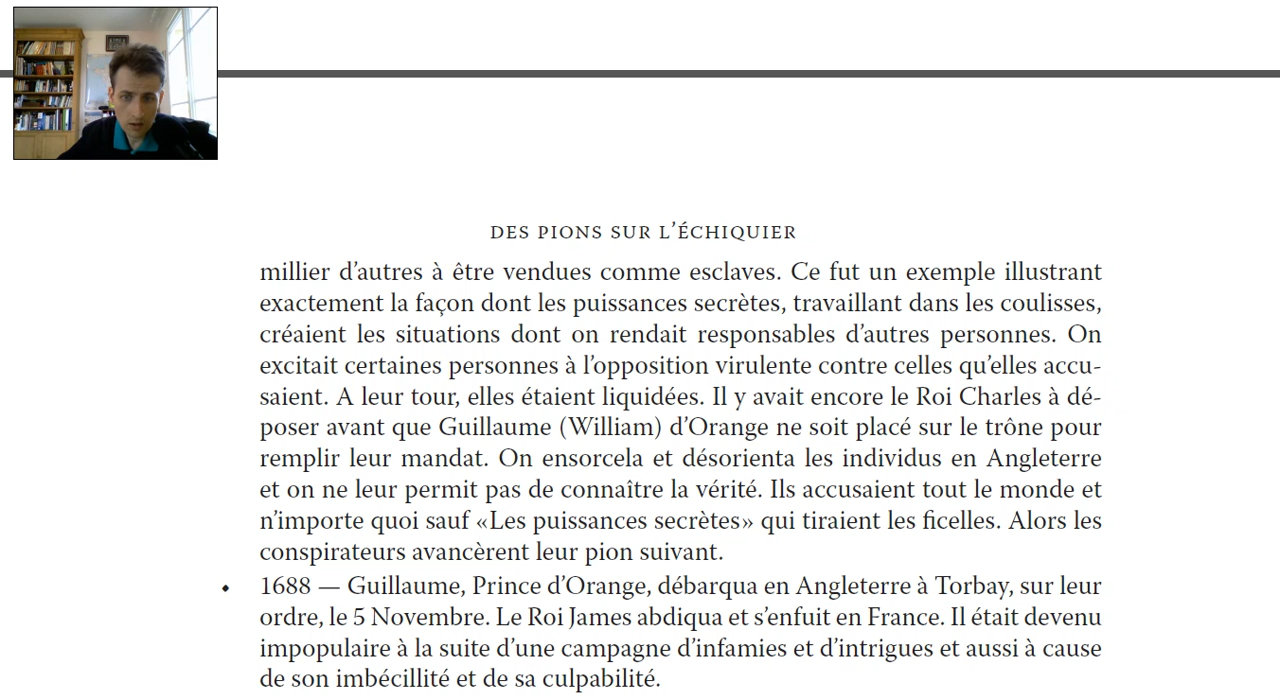 DES PIONS SUR L'ÉCHIQUIER
millier d'autres à être vendues comme esclaves. Ce fut un exemple illustrant
exactement la façon dont les puissances secrètes, travaillant dans les coulisses,
créaient les situations dont on rendait responsables d'autres personnes. On
excitait certaines personnes à l'opposition virulente contre celles qu'elles accu-
saient. A leur tour, elles étaient liquidées. Il y avait encore le Roi Charles à dé-
poser avant que Guillaume (William) d'Orange ne soit placé sur le trône pour
remplir leur mandat. On ensorcela et désorienta les individus en Angleterre
et on ne leur permit pas de connaître la vérité. Ils accusaient tout le monde et
n'importe quoi sauf «Les puissances secrètes» qui tiraient les ficelles. Alors les
conspirateurs avancèrent leur pion suivant.
• 1688 — Guillaume, Prince d'Orange, débarqua en Angleterre à Torbay, sur leur
ordre, le 5 Novembre. Le Roi James abdiqua et s'enfuit en France. Il était devenu
impopulaire à la suite d'une campagne d'infamies et d'intrigues et aussi à cause
de son imbécillité et de sa culpabilité.